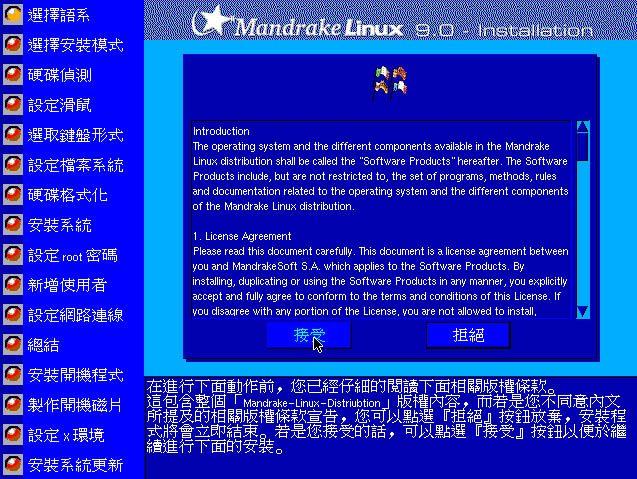 選擇語系
選擇安裝模式
硬碟偵測
設定滑鼠
選取鍵盤形式
設定檔案系統
硬碟格式化
安裝系統
設定 root 密碼
新增使用者
設定網路連線
總結
安裝開機程式
製作開機磁片
設定 X 環境
安裝系統更新
MandrakeLinux 9.0 - Installation
Introduction
The operating system and the different components available in the Mandrake
Linux distribution shall be called the "Software Products" hereafter. The Software
Products include, but are not restricted to, the set of programs, methods, rules
and documentation related to the operating system and the different components
of the Mandrake Linux distribution.
1. License Agreement
Please read this document carefully. This document is a license agreement between
you and MandrakeSoft S.A. which applies to the Software Products. By
installing, duplicating or using the Software Products in any manner, you explicitly
accept and fully agree to conform to the terms and conditions of this License. If
you disagree with any portion of the License, you are not allowed to install,
接受 拒絕
在進行下面動作前，您已經仔細的閱讀下面相關版權條款。
這包含整個「Mandrake-Linux-Distriubtion」版權內容，而若是您不同意內文
所提及的相關版權條款宣告，您可以點選『拒絕』按鈕放棄，安裝程
式將會立即結束。若是您接受的話，可以點選『接受』按鈕以便於繼
續進行下面的安裝。